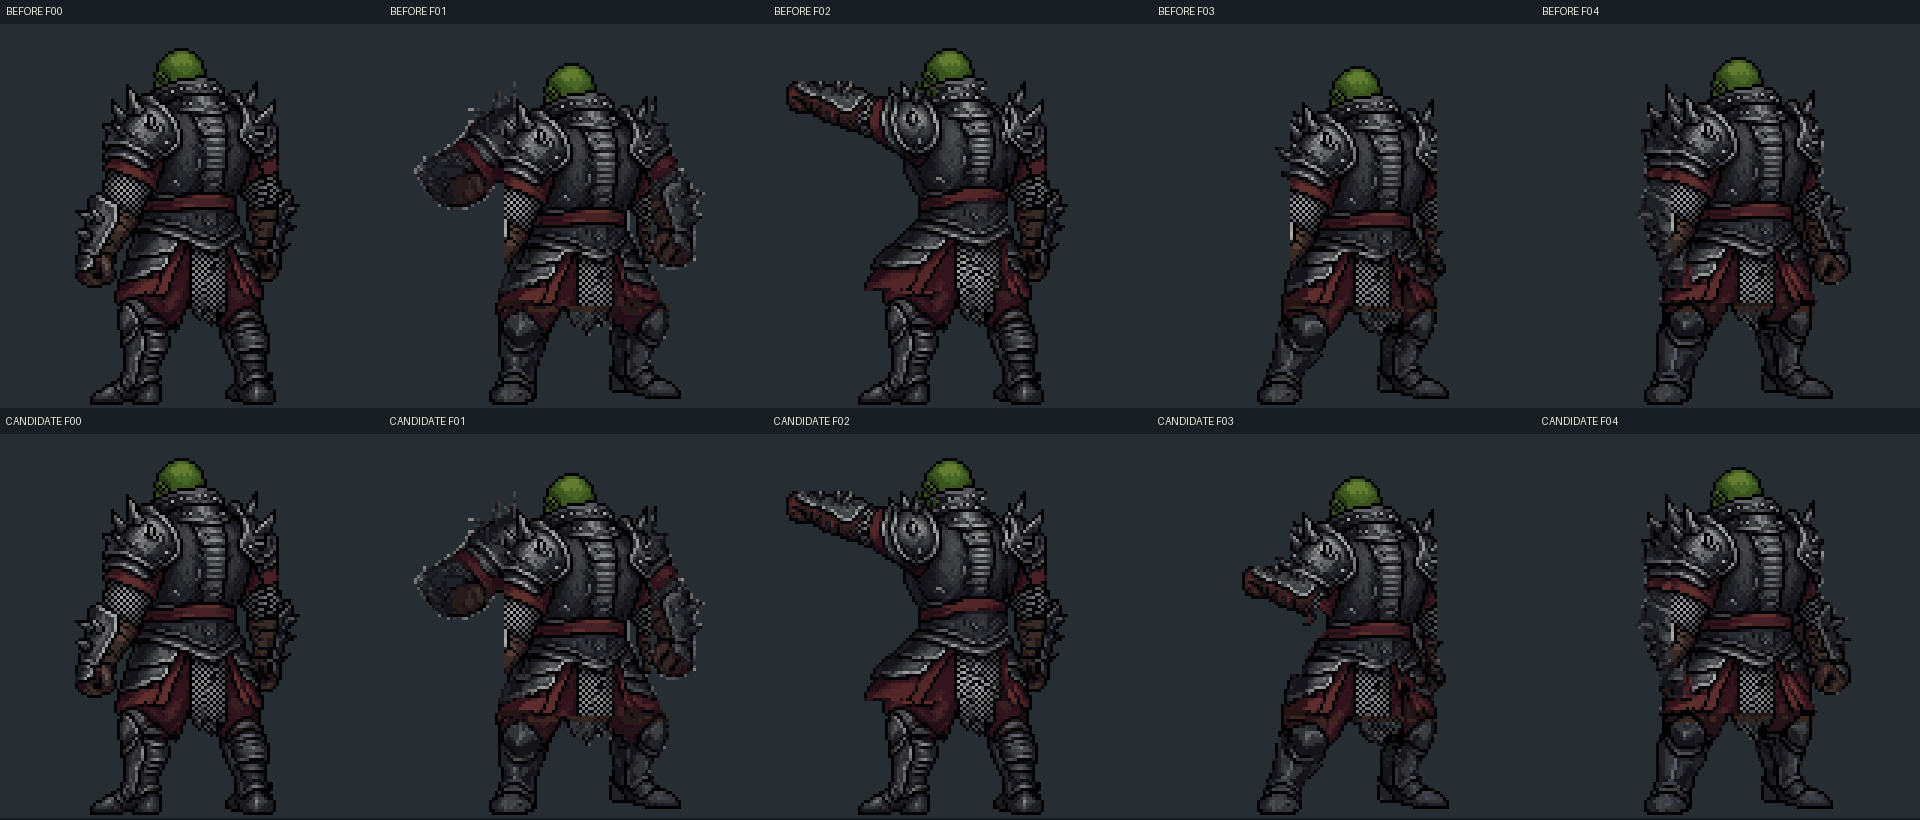 BEFORE F00
BEFORE F01
BEFORE F02
BEFORE F03
BEFORE F04
CANDIDATE F00
CANDIDATE F01
CANDIDATE F02
CANDIDATE F03
CANDIDATE F04